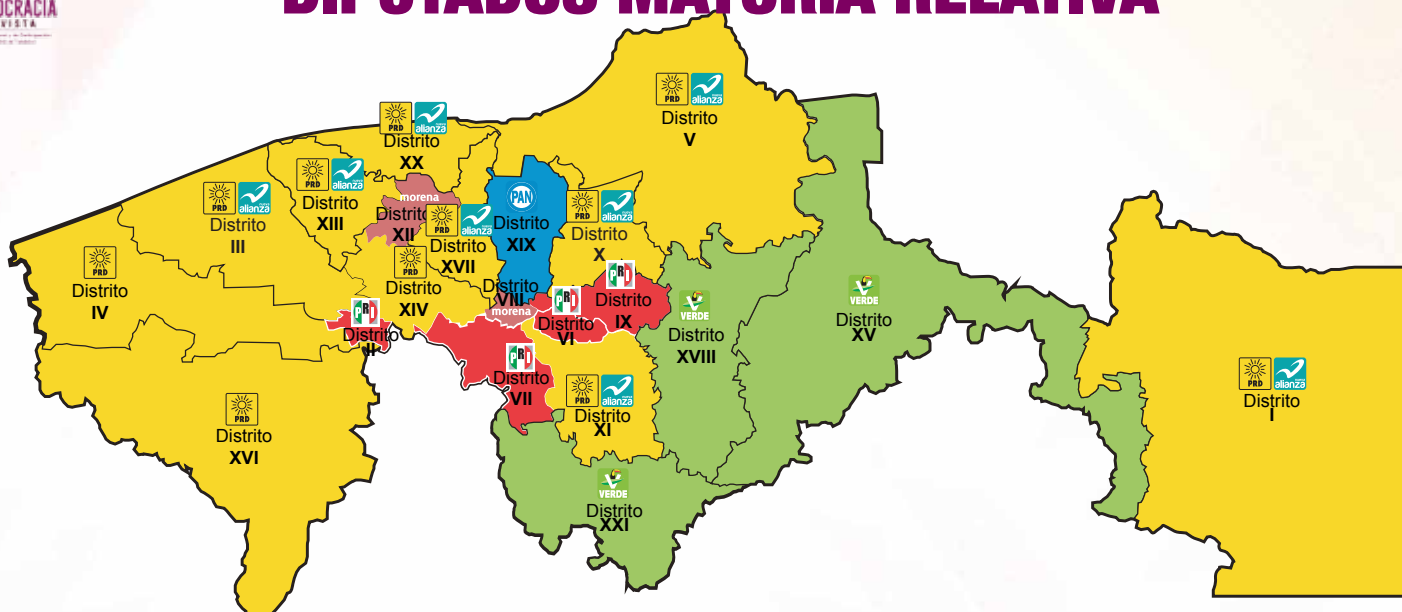 DEMOCRACIA
DIPUTADOS MAYORÍA RELATIVA
PRD alianza
Distrito
V
PRD alianza
Distrito
XX
PRD alianza
Distrito
XIII
PRD alianza
Distrito
III
morena
Distrito
XII
PRD alianza
Distrito
XVII
PAN
Distrito
XIX
PRD alianza
Distrito
X
PRD
Distrito
IV
PRD
Distrito
XIV
Distrito
VIII
morena
PRI
Distrito
II
PRI
Distrito
VI
PRI
Distrito
IX
VERDE
Distrito
XVIII
VERDE
Distrito
XV
PRI
Distrito
VII
PRD alianza
Distrito
XI
PRD alianza
Distrito
I
PRD
Distrito
XVI
VERDE
Distrito
XXI